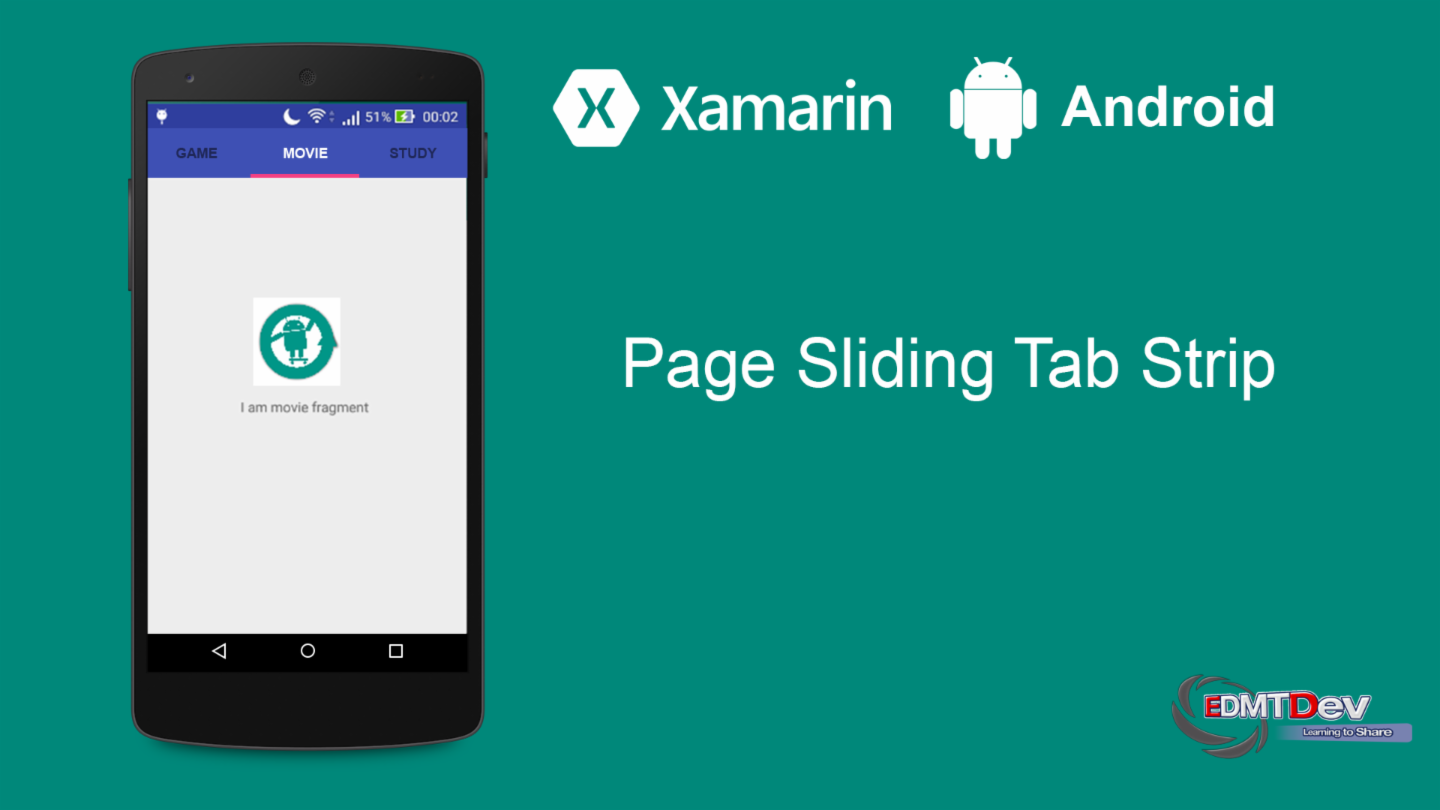 51% 00:02
GAME MOVIE STUDY
I am movie fragment
Xamarin Android
Page Sliding Tab Strip
EDMTDev
Learning to Share